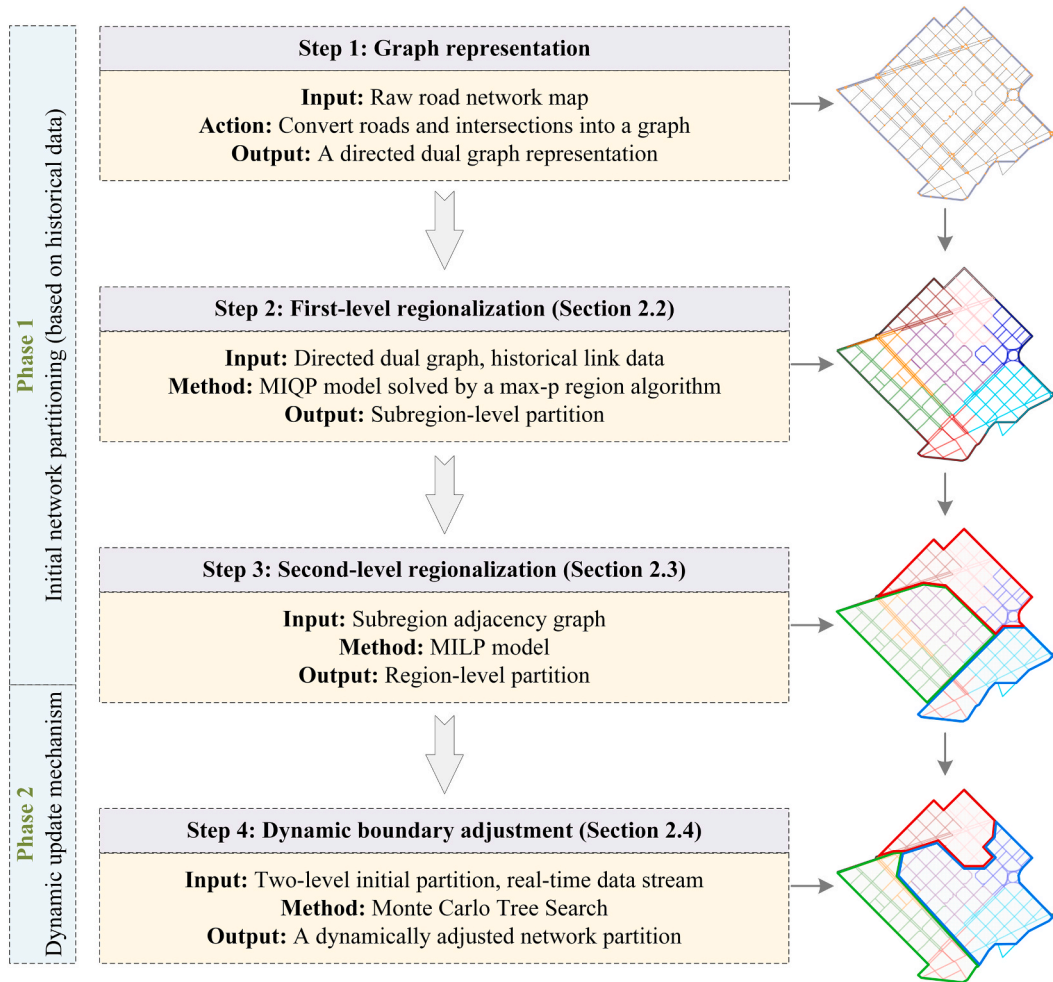 Phase 1
Initial network partitioning (based on historical data)
Step 1: Graph representation
Input: Raw road network map
Action: Convert roads and intersections into a graph
Output: A directed dual graph representation
Step 2: First-level regionalization (Section 2.2)
Input: Directed dual graph, historical link data
Method: MIQP model solved by a max-p region algorithm
Output: Subregion-level partition
Step 3: Second-level regionalization (Section 2.3)
Input: Subregion adjacency graph
Method: MILP model
Output: Region-level partition
Phase 2
Dynamic update mechanism
Step 4: Dynamic boundary adjustment (Section 2.4)
Input: Two-level initial partition, real-time data stream
Method: Monte Carlo Tree Search
Output: A dynamically adjusted network partition